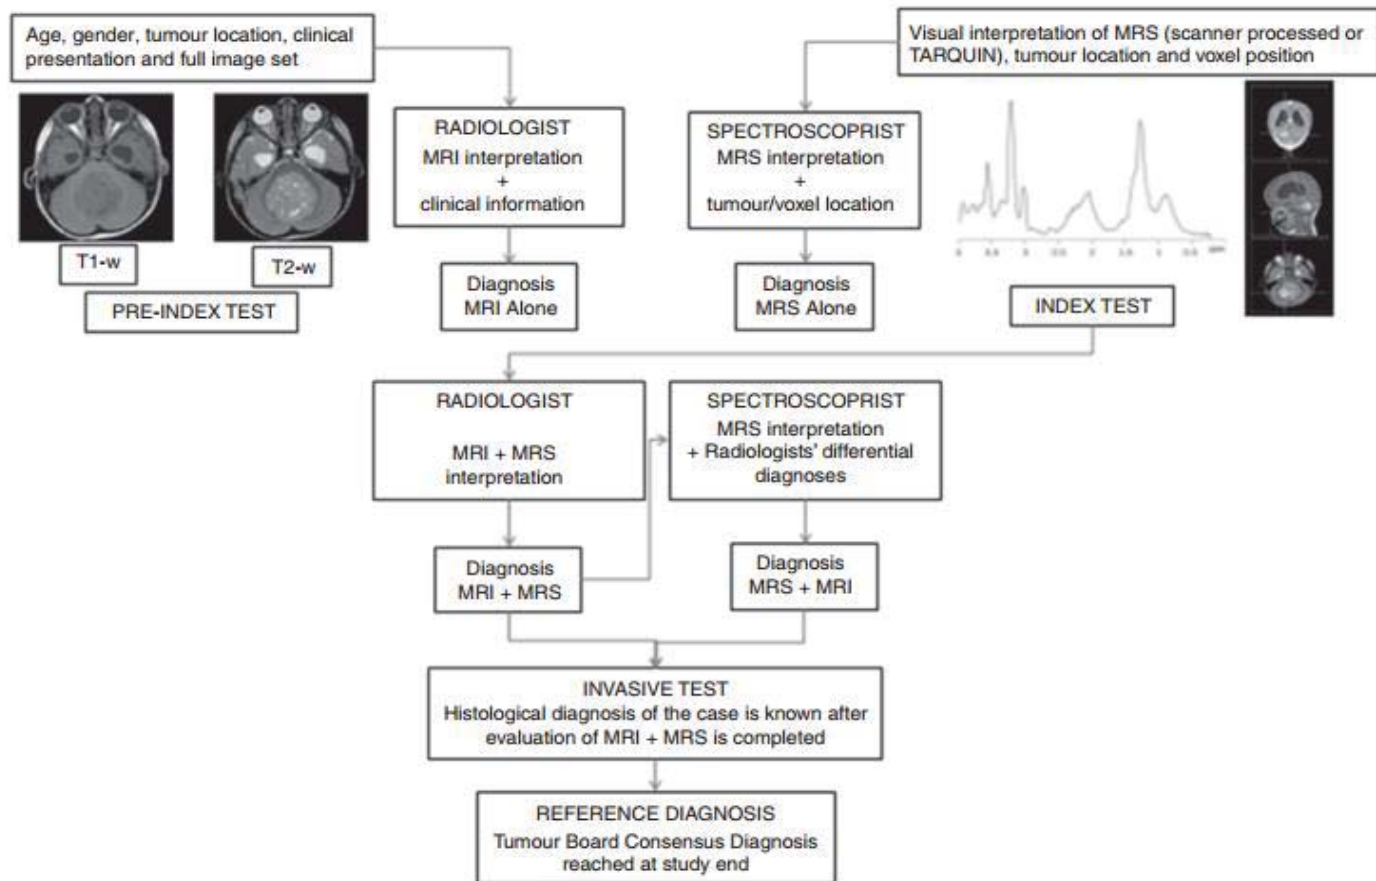 Age, gender, tumour location, clinical
presentation and full image set
Visual interpretation of MRS (scanner processed or
TARQUIN), tumour location and voxel position
RADIOLOGIST
MRI interpretation
+
clinical information
SPECTROSCOPRIST
MRS interpretation
+
tumour/voxel location
T1-w
T2-w
PRE-INDEX TEST
Diagnosis
MRI Alone
Diagnosis
MRS Alone
INDEX TEST
RADIOLOGIST
MRI + MRS
interpretation
SPECTROSCOPRIST
MRS interpretation
+ Radiologists' differential
diagnoses
Diagnosis
MRI + MRS
Diagnosis
MRS + MRI
INVASIVE TEST
Histological diagnosis of the case is known after
evaluation of MRI + MRS is completed
REFERENCE DIAGNOSIS
Tumour Board Consensus Diagnosis
reached at study end